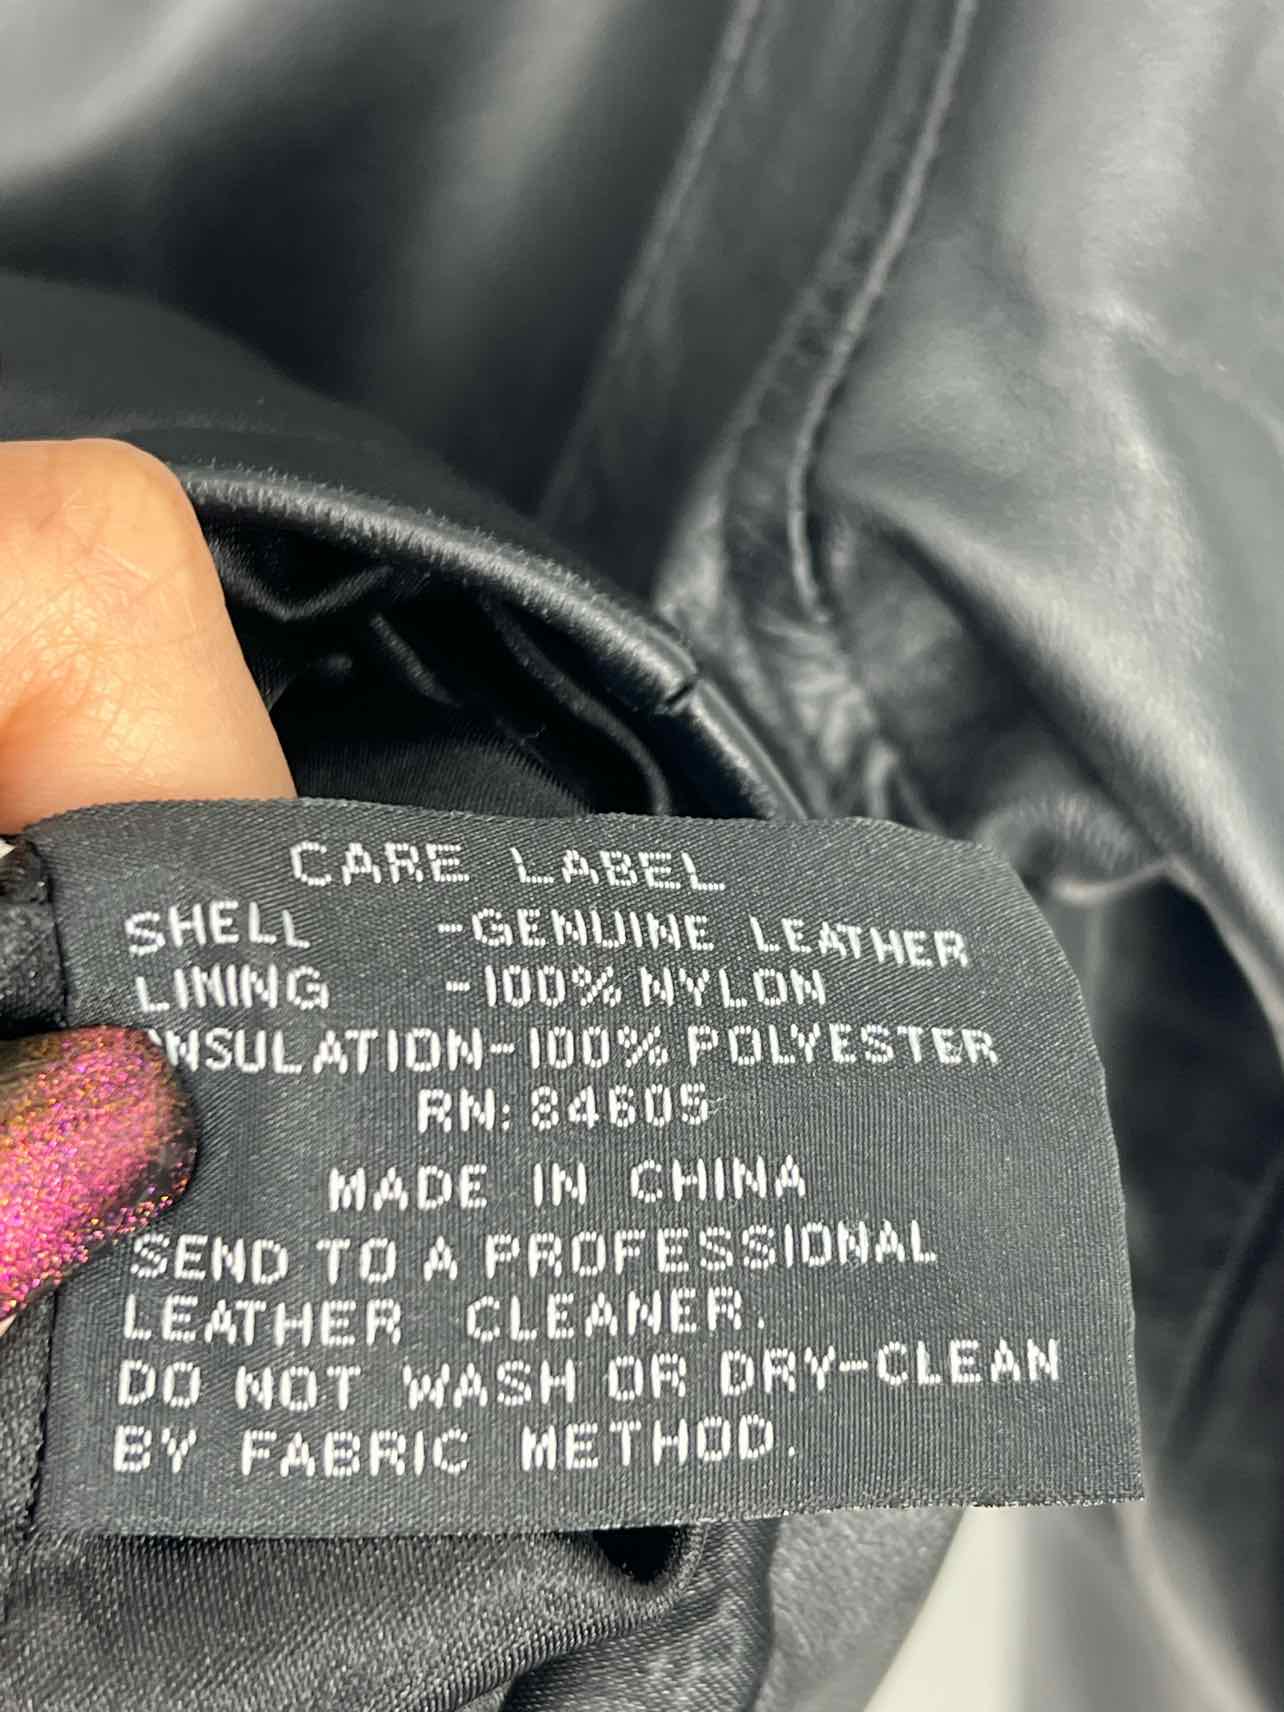 CARE LABEL
SHELL -GENUINE LEATHER
LINING -100% NYLON
INSULATION-100% POLYESTER
RN: 84605
MADE IN CHINA
SEND TO A PROFESSIONAL
LEATHER CLEANER.
DO NOT WASH OR DRY-CLEAN
BY FABRIC METHOD.